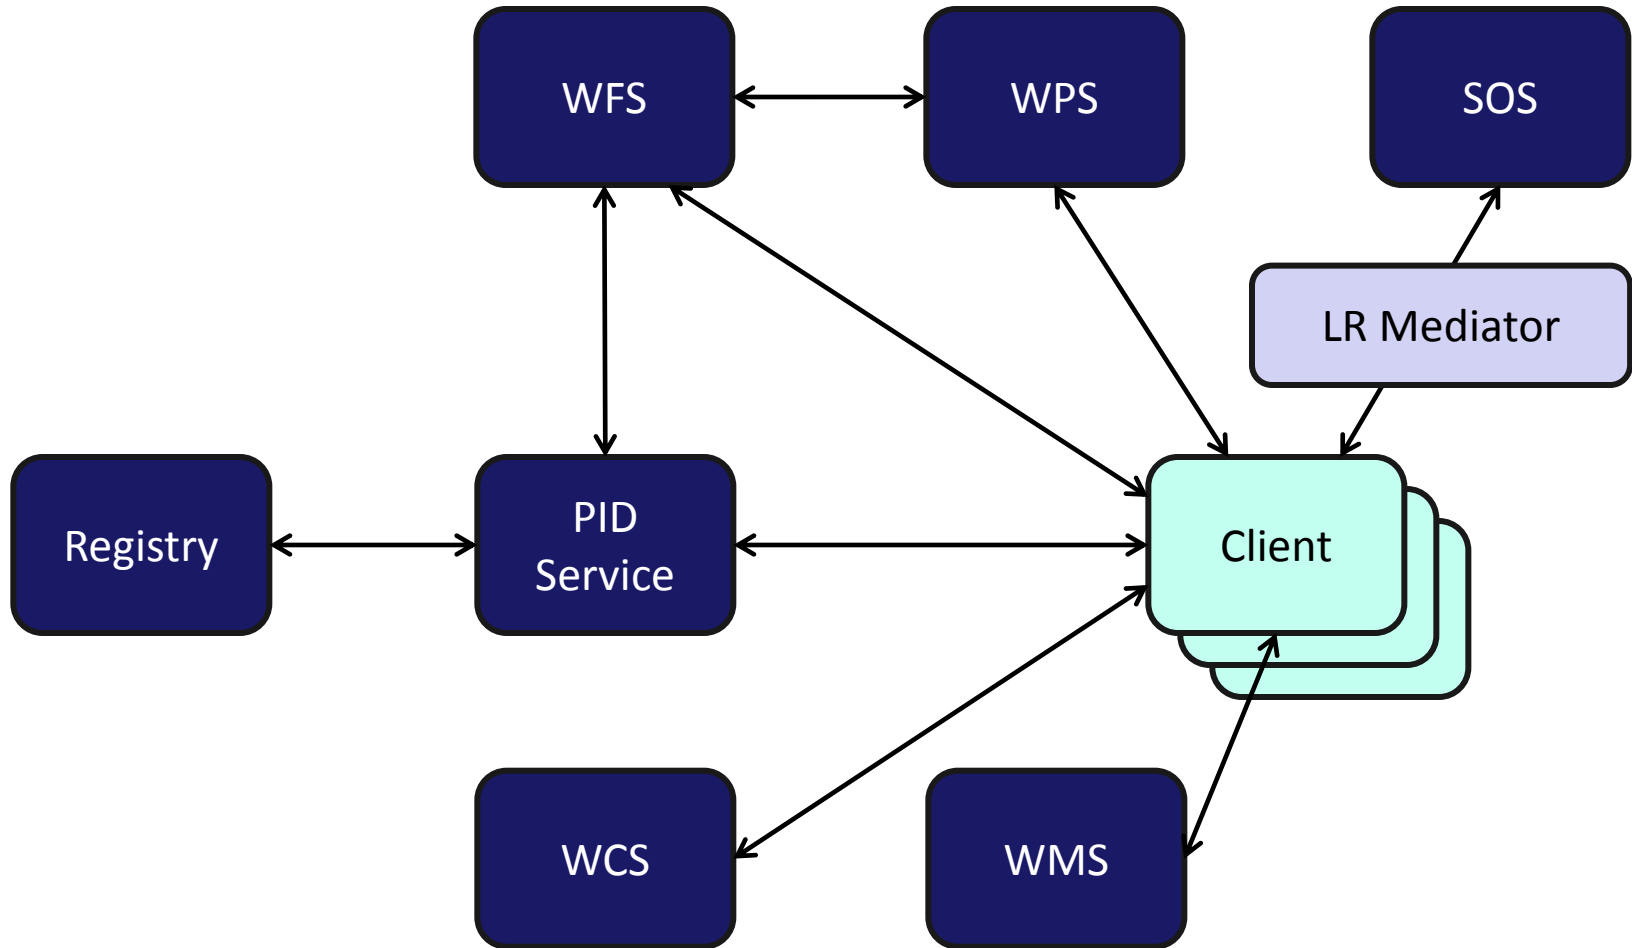 WFS
WPS
SOS
LR Mediator
Registry
PID
Service
Client
WCS
WMS